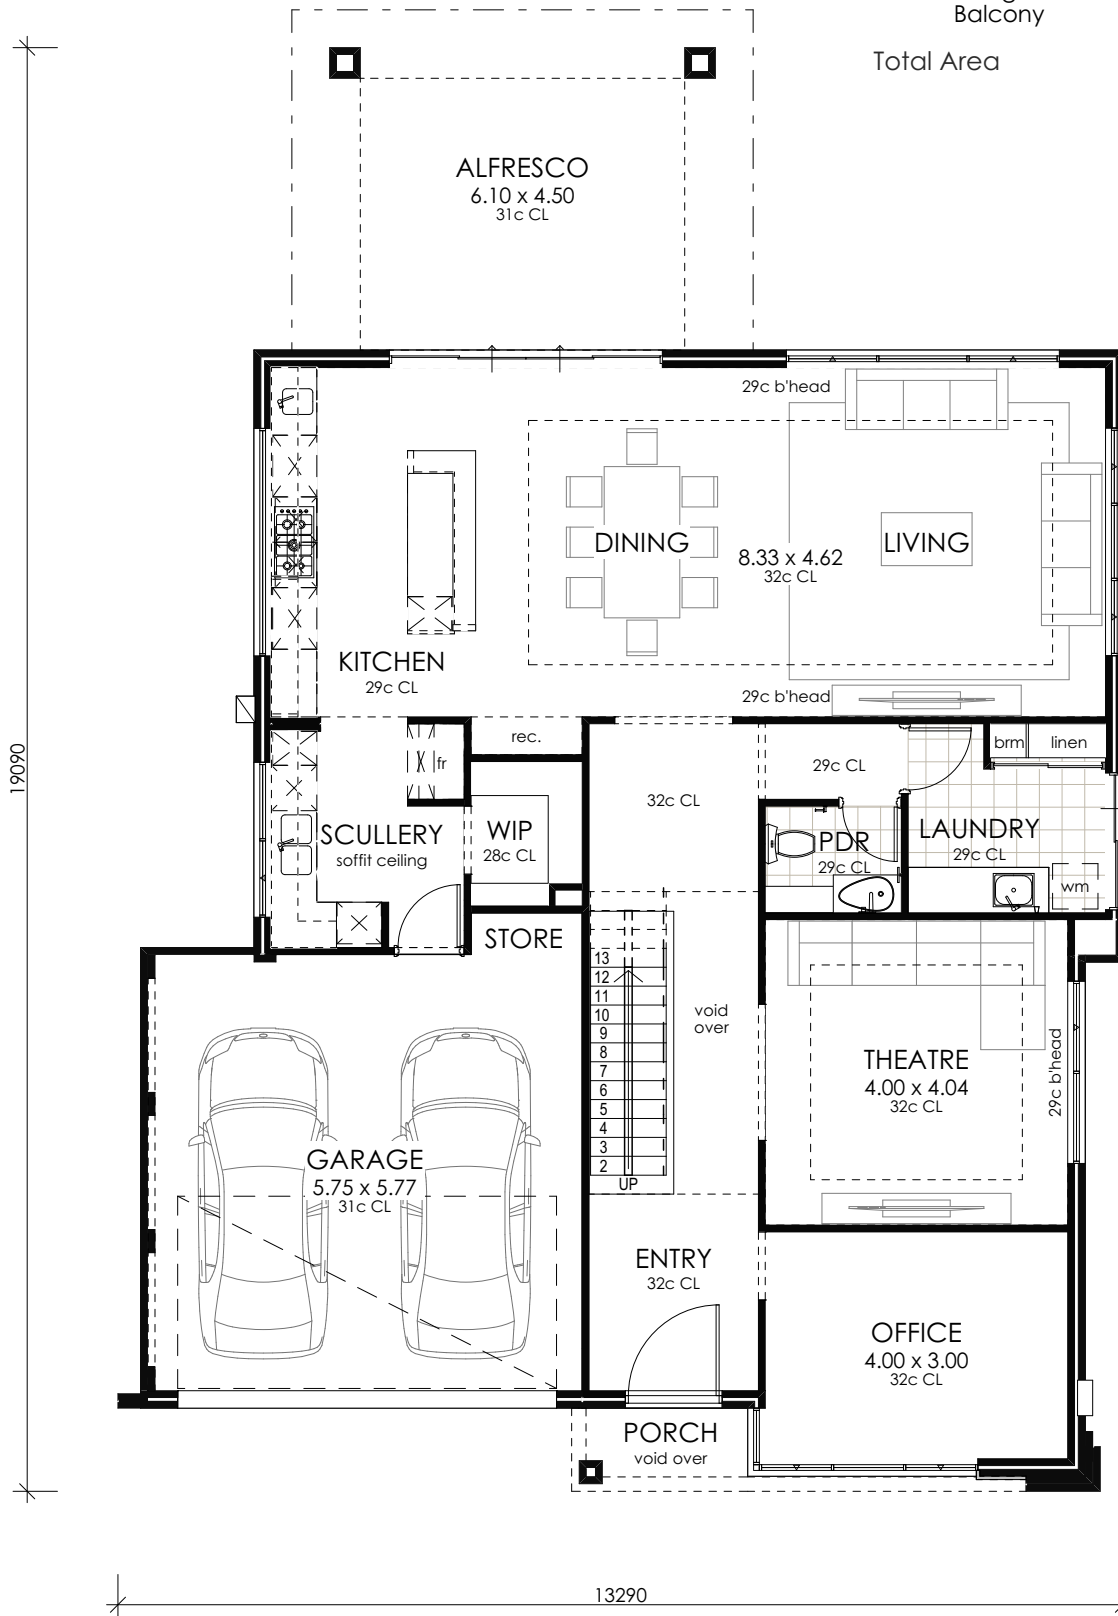 Balcony
Total Area
ALFRESCO
6.10 x 4.50
31c CL
29c b'head
DINING
LIVING
8.33 x 4.62
32c CL
KITCHEN
29c CL
29c b'head
rec.
fr
brm
linen
29c CL
32c CL
SCULLERY
soffit ceiling
WIP
28c CL
PDR
29c CL
LAUNDRY
29c CL
wm
STORE
13
12
11
10
9
8
7
6
5
4
3
2
UP
void
over
THEATRE
4.00 x 4.04
32c CL
29c b'head
GARAGE
5.75 x 5.77
31c CL
ENTRY
32c CL
OFFICE
4.00 x 3.00
32c CL
PORCH
void over
19090
13290